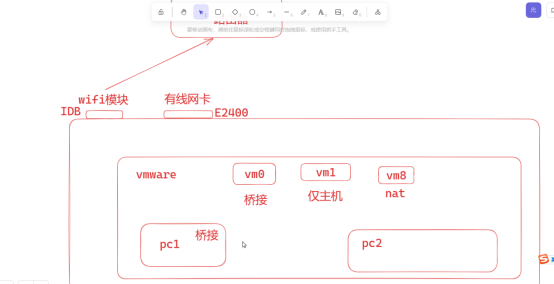 路由器
wifi模块
有线网卡
IDB
E2400
vmware
vm0
vm1
vm8
桥接
仅主机
nat
桥接
pc1
pc2